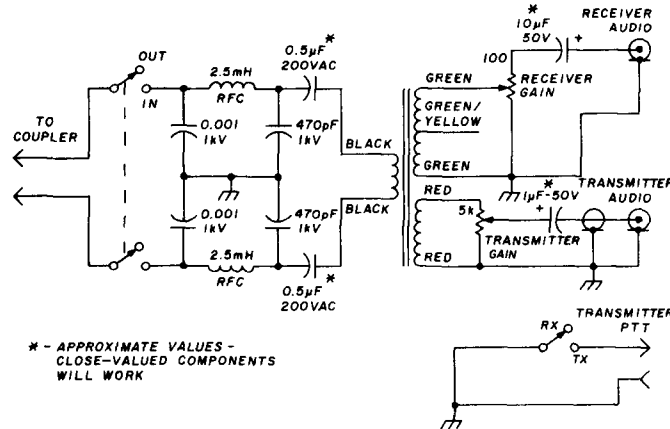 *
10µF
50V
+
RECEIVER
AUDIO
*
0.5µF
200VAC
OUT
2.5mH
RFC
IN
100
RECEIVER
GAIN
GREEN
GREEN/
YELLOW
GREEN
TO
COUPLER
0.001
1kV
470pF
1kV
BLACK
BLACK
RED
RED
*
1µF-50V
+
TRANSMITTER
AUDIO
5k
TRANSMITTER
GAIN
0.001
1kV
470pF
1kV
2.5mH
RFC
*
0.5µF
200VAC
TRANSMITTER
PTT
RX
TX
* - APPROXIMATE VALUES -
CLOSE-VALUED COMPONENTS
WILL WORK